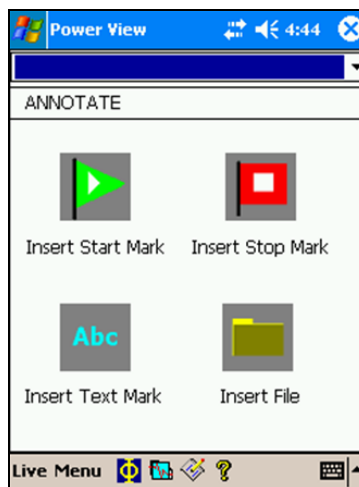 Power View 4:44
ANNOTATE
Insert Start Mark Insert Stop Mark
Abc
Insert Text Mark Insert File
Live Menu